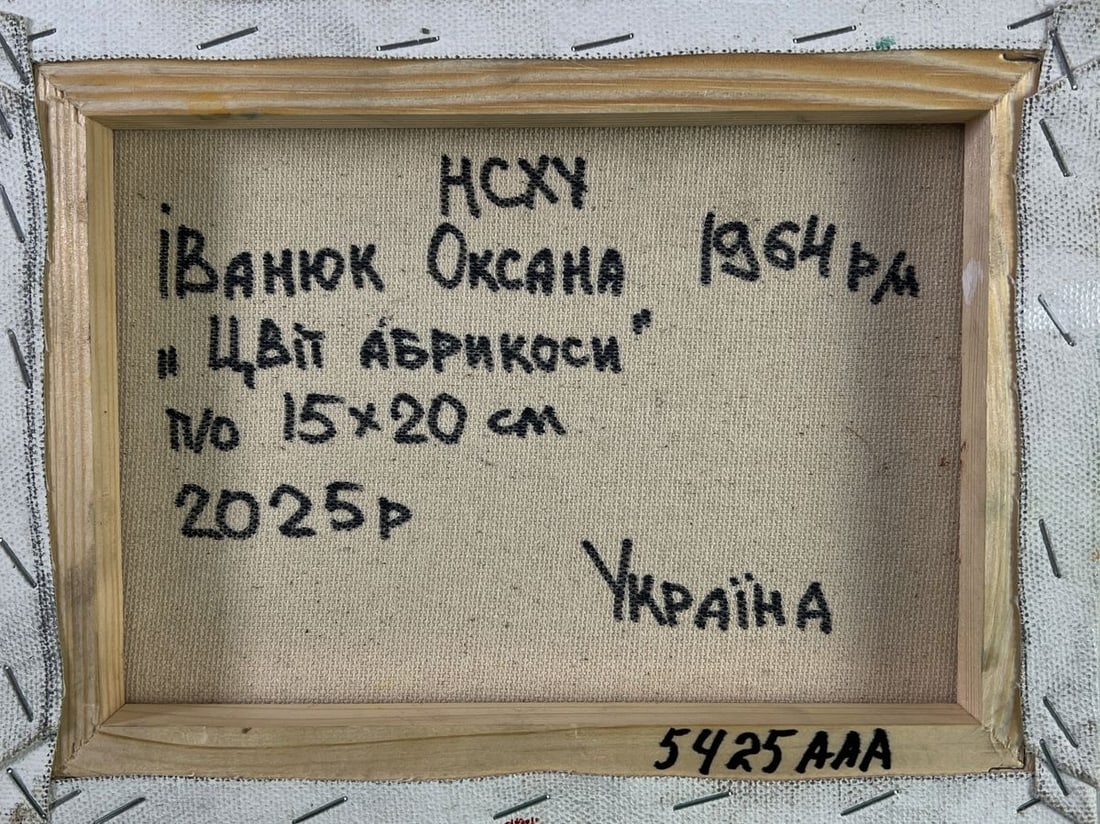 НСХУ
Іванюк Оксана 1964 р/н
„Цвіт абрикоси"
п/о 15×20 см
2025р
Україна
5425ААА